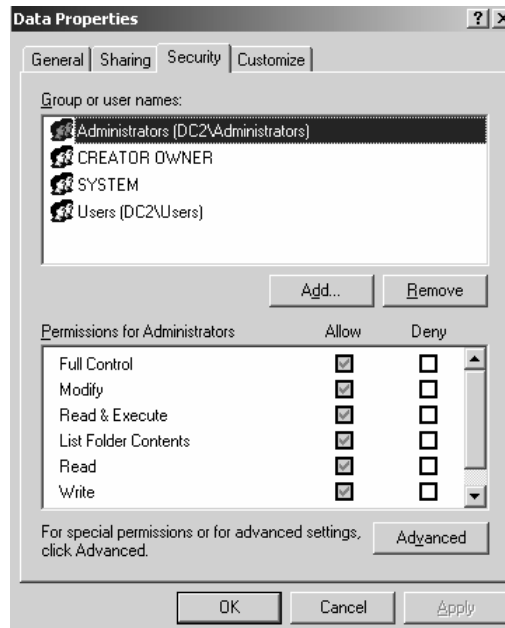 Data Properties
General Sharing Security Customize
Group or user names:
Administrators (DC2\Administrators)
CREATOR OWNER
SYSTEM
Users (DC2\Users)
Add... Remove
Permissions for Administrators Allow Deny
Full Control
Modify
Read & Execute
List Folder Contents
Read
Write
For special permissions or for advanced settings,
click Advanced.
Advanced
OK Cancel Apply